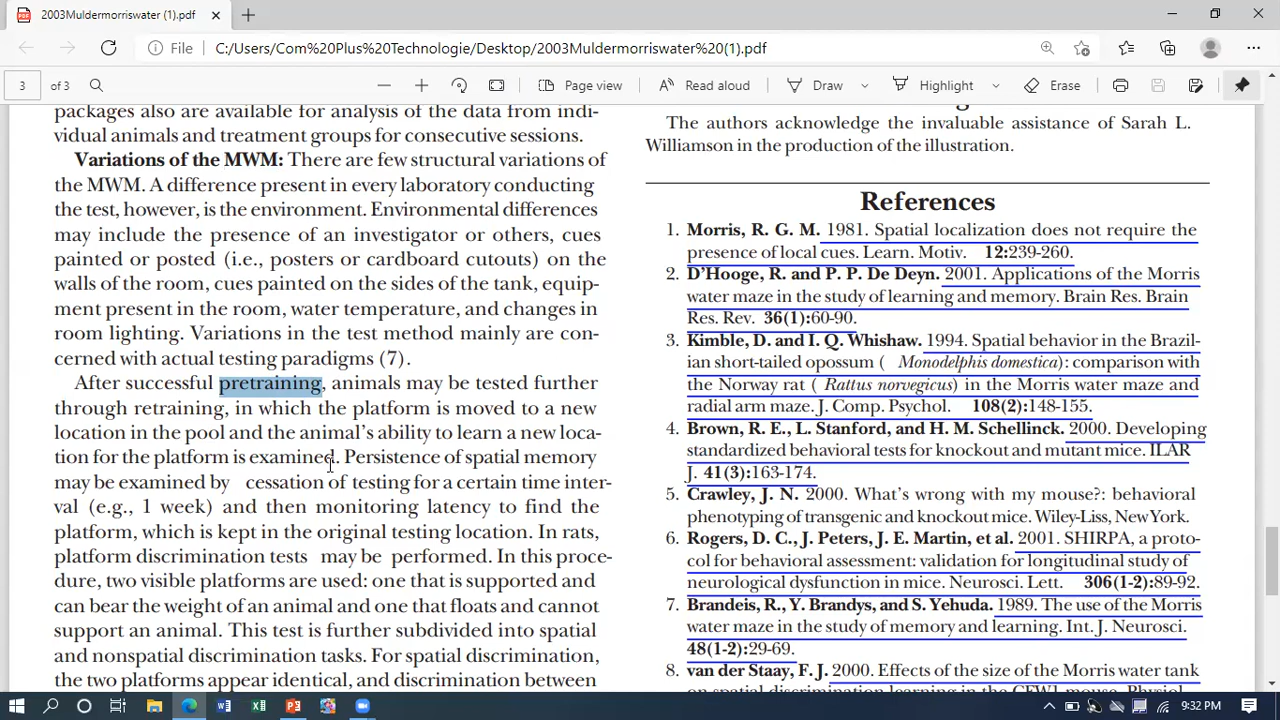 2003Muldermorriswater (1).pdf
File C:/Users/Com%20Plus%20Technologie/Desktop/2003Muldermorriswater%20(1).pdf
3 of 3 Page view Read aloud Draw Highlight Erase
packages also are available for analysis of the data from indi-
vidual animals and treatment groups for consecutive sessions.
Variations of the MWM: There are few structural variations of
the MWM. A difference present in every laboratory conducting
the test, however, is the environment. Environmental differences
may include the presence of an investigator or others, cues
painted or posted (i.e., posters or cardboard cutouts) on the
walls of the room, cues painted on the sides of the tank, equip-
ment present in the room, water temperature, and changes in
room lighting. Variations in the test method mainly are con-
cerned with actual testing paradigms (7).
After successful pretraining, animals may be tested further
through retraining, in which the platform is moved to a new
location in the pool and the animal's ability to learn a new loca-
tion for the platform is examined. Persistence of spatial memory
may be examined by cessation of testing for a certain time inter-
val (e.g., 1 week) and then monitoring latency to find the
platform, which is kept in the original testing location. In rats,
platform discrimination tests may be performed. In this proce-
dure, two visible platforms are used: one that is supported and
can bear the weight of an animal and one that floats and cannot
support an animal. This test is further subdivided into spatial
and nonspatial discrimination tasks. For spatial discrimination,
the two platforms appear identical, and discrimination between
The authors acknowledge the invaluable assistance of Sarah L.
Williamson in the production of the illustration.
References
1. Morris, R. G. M. 1981. Spatial localization does not require the
presence of local cues. Learn. Motiv. 12:239-260.
2. D'Hooge, R. and P. P. De Deyn. 2001. Applications of the Morris
water maze in the study of learning and memory. Brain Res. Brain
Res. Rev. 36(1):60-90.
3. Kimble, D. and I. Q. Whishaw. 1994. Spatial behavior in the Brazil-
ian short-tailed opossum ( Monodelphis domestica): comparison with
the Norway rat ( Rattus norvegicus) in the Morris water maze and
radial arm maze. J. Comp. Psychol. 108(2):148-155.
4. Brown, R. E., L. Stanford, and H. M. Schellinck. 2000. Developing
standardized behavioral tests for knockout and mutant mice. ILAR
J. 41(3):163-174.
5. Crawley, J. N. 2000. What's wrong with my mouse?: behavioral
phenotyping of transgenic and knockout mice. Wiley-Liss, New York.
6. Rogers, D. C., J. Peters, J. E. Martin, et al. 2001. SHIRPA, a proto-
col for behavioral assessment: validation for longitudinal study of
neurological dysfunction in mice. Neurosci. Lett. 306(1-2):89-92.
7. Brandeis, R., Y. Brandys, and S. Yehuda. 1989. The use of the Morris
water maze in the study of memory and learning. Int. J. Neurosci.
48(1-2):29-69.
8. van der Staay, F. J. 2000. Effects of the size of the Morris water tank
9:32 PM